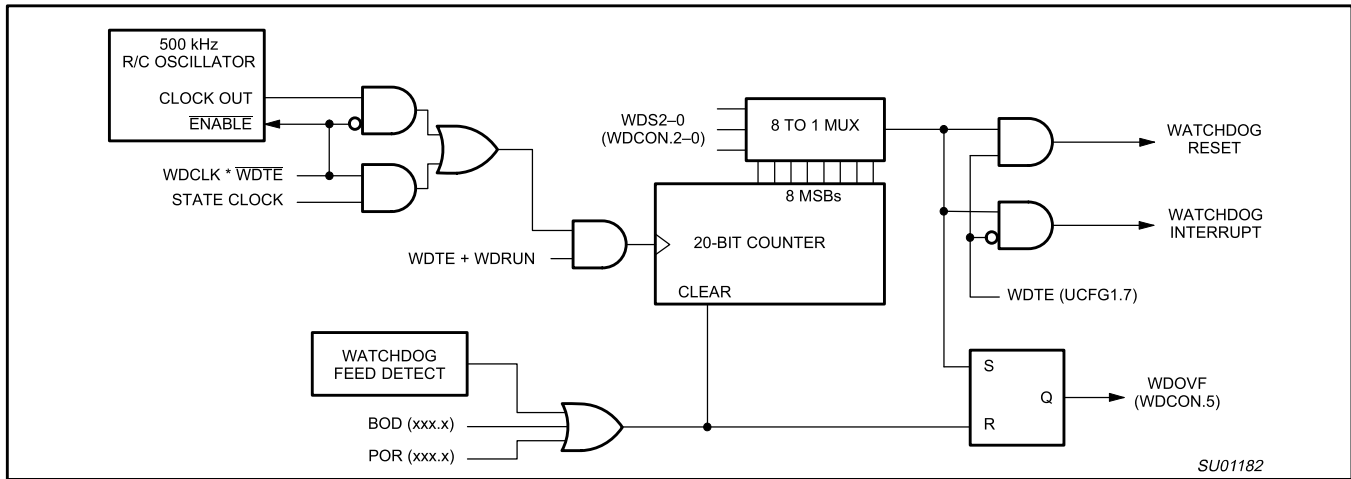 500 kHz
R/C OSCILLATOR
CLOCK OUT
ENABLE
WDCLK * WDTE
STATE CLOCK
WDS2–0
(WDCON.2–0)
8 TO 1 MUX
8 MSBs
20-BIT COUNTER
CLEAR
WDTE + WDRUN
WATCHDOG
RESET
WATCHDOG
INTERRUPT
WDTE (UCFG1.7)
WATCHDOG
FEED DETECT
BOD (xxx.x)
POR (xxx.x)
S
Q
R
WDOVF
(WDCON.5)
SU01182